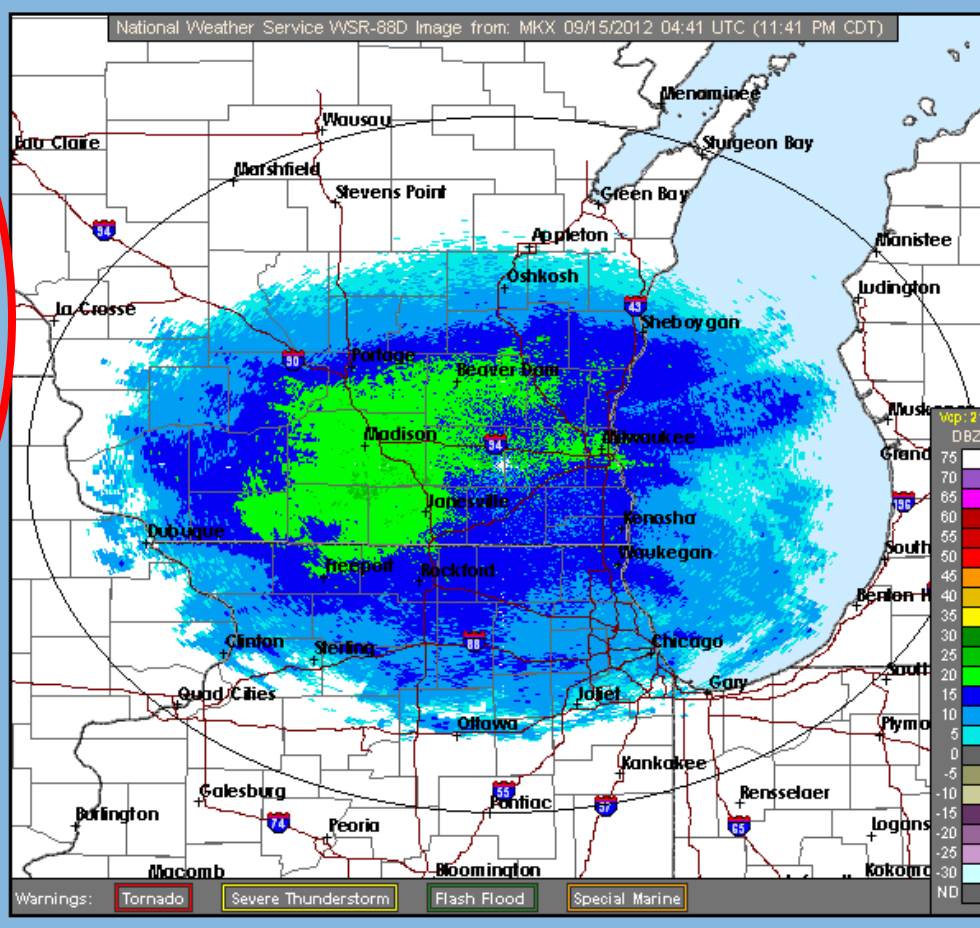 National Weather Service WSR-88D Image from: MKX 09/15/2012 04:41 UTC (11:41 PM CDT)
Menominee
Wausau
Eau Claire
Sturgeon Bay
Marshfield
Stevens Point
Green Bay
94
Appleton
Manistee
Oshkosh
Ludington
La Crosse
43
Sheboygan
90
Portage
Beaver Dam
Musk
Vcp: 2
DBZ
Madison
94
Milwaukee
Grand
75
70
Janesville
196
65
60
Kenosha
Dubuque
55
South
50
Waukegan
Freeport
Rockford
45
Benton H
40
35
Clinton
Sterling
88
Chicago
30
25
South
20
Quad Cities
Joliet
Gary
15
Ottawa
Plymo
10
5
0
Kankakee
-5
Galesburg
55
Pontiac
57
Rensselaer
-10
Burlington
74
Peoria
65
Logans
-15
-20
-25
Macomb
Bloomington
Kokomo
-30
ND
Warnings:
Tornado
Severe Thunderstorm
Flash Flood
Special Marine